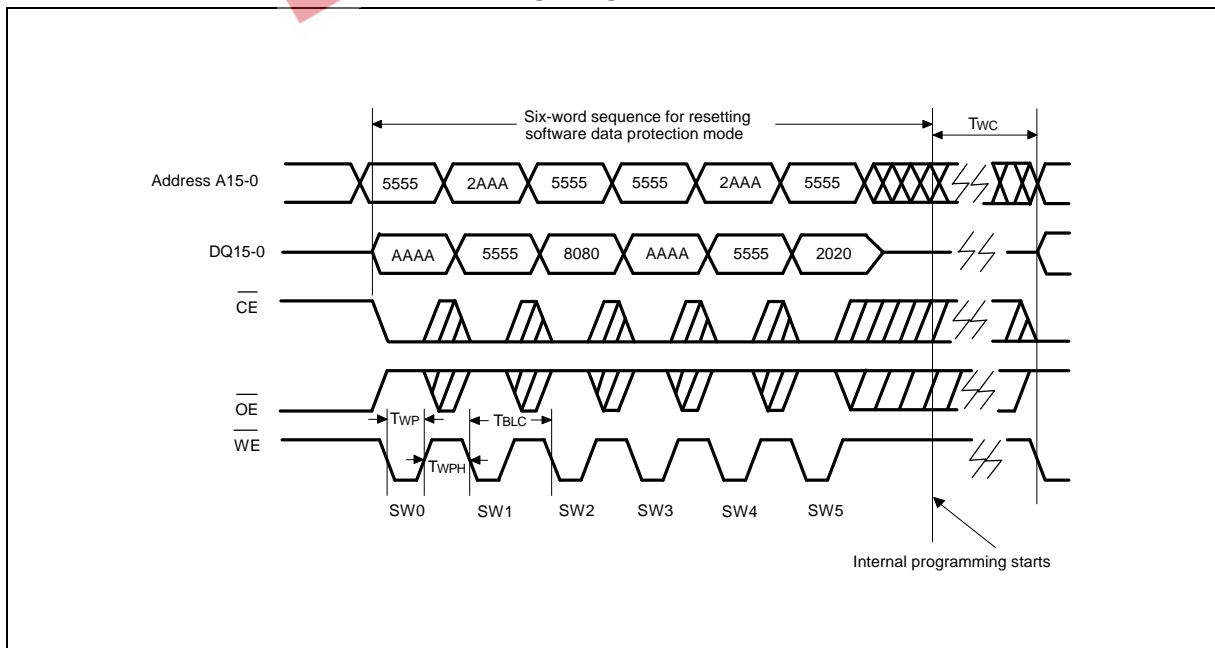 Six-word sequence for resetting
software data protection mode
TWC
Address A15-0
5555 2AAA 5555 5555 2AAA 5555
DQ15-0
AAAA 5555 8080 AAAA 5555 2020
CE
OE
TWP
TBLC
WE
TWPH
SW0 SW1 SW2 SW3 SW4 SW5
Internal programming starts